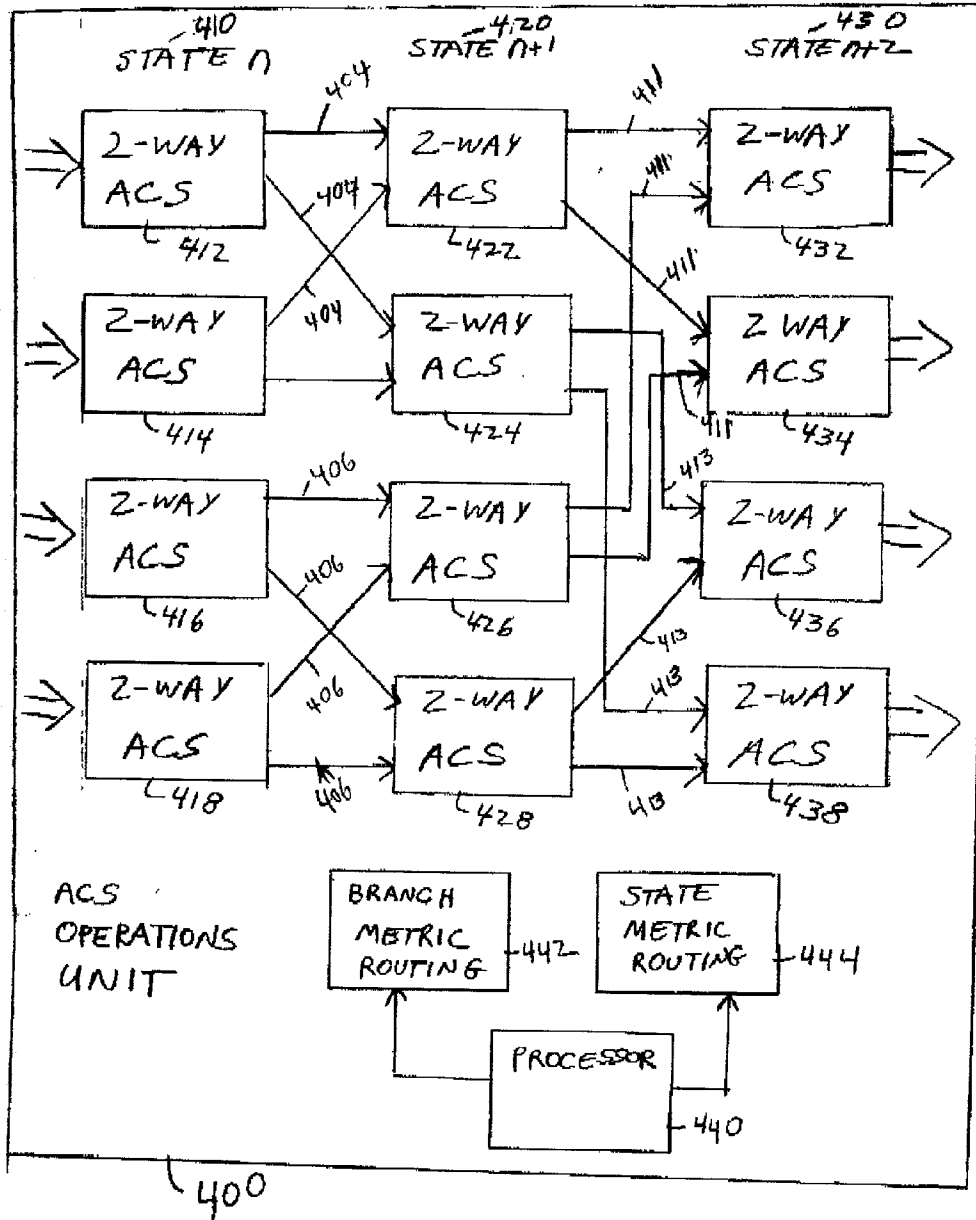 410
STATE n
420
STATE n+1
430
STATE n+2
404
411
2-WAY
ACS
412
2-WAY
ACS
422
2-WAY
ACS
432
404
404
411
411
2-WAY
ACS
414
2-WAY
ACS
424
2 WAY
ACS
434
411
406
413
2-WAY
ACS
416
2-WAY
ACS
426
2-WAY
ACS
436
406
406
413
413
2-WAY
ACS
418
2-WAY
ACS
428
2-WAY
ACS
438
406
413
ACS
OPERATIONS
UNIT
BRANCH
METRIC
ROUTING
442
STATE
METRIC
ROUTING
444
PROCESSOR
440
400